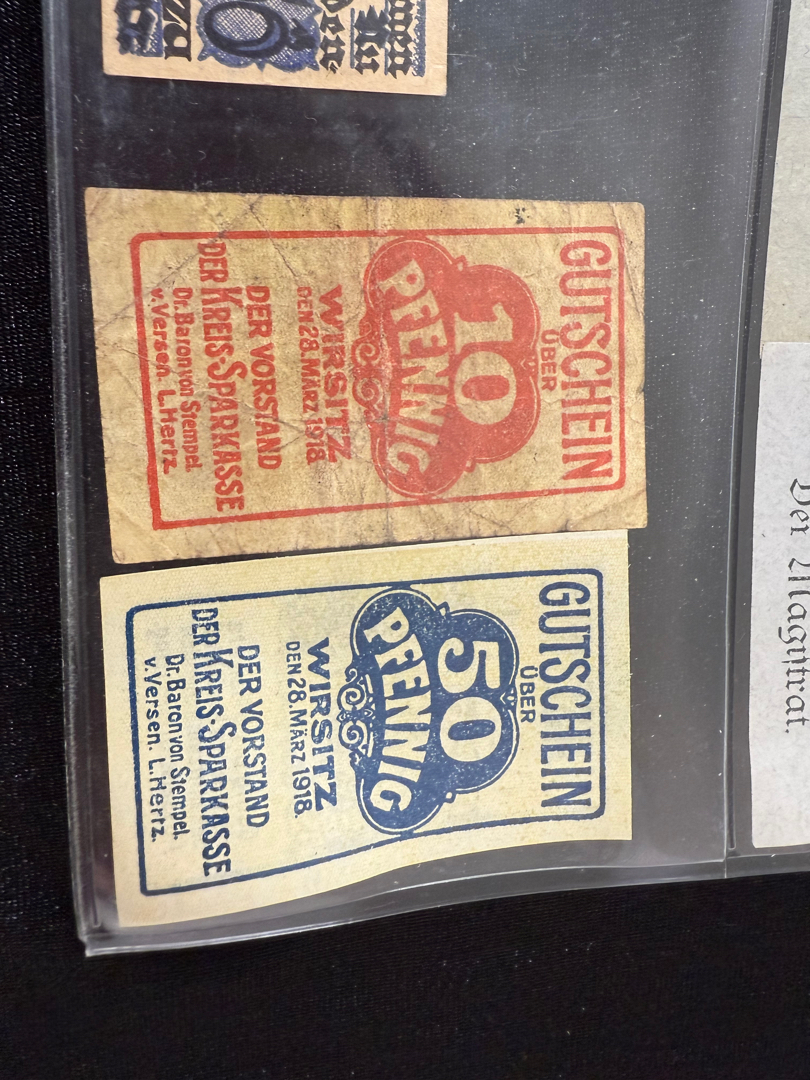 GUTSCHEIN
ÜBER
10
PFENNIG
WIRSITZ
DEN 28. MÄRZ 1918
DER VORSTAND
DER KREIS-SPARKASSE
Dr. Baron von Stempel.
v. Versen. L. Hertz.
GUTSCHEIN
ÜBER
50
PFENNIG
WIRSITZ
DEN 28. MÄRZ 1918.
DER VORSTAND
DER KREIS-SPARKASSE
Dr. Baron von Stempel.
v. Versen. L. Hertz.
Der Magistrat.